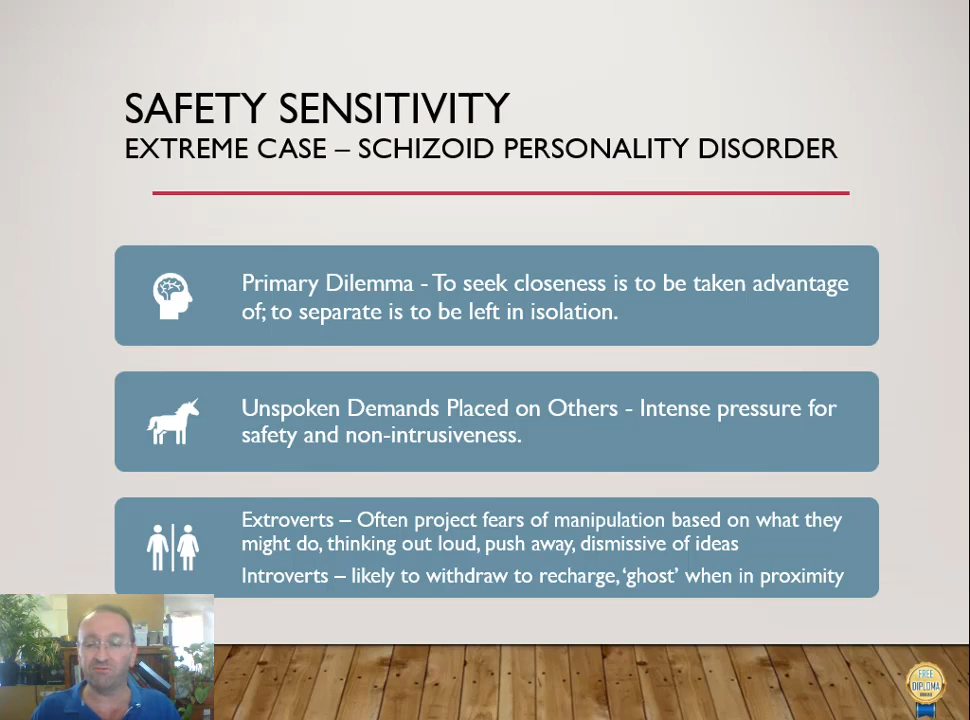 SAFETY SENSITIVITY
EXTREME CASE – SCHIZOID PERSONALITY DISORDER
Primary Dilemma - To seek closeness is to be taken advantage
of; to separate is to be left in isolation.
Unspoken Demands Placed on Others - Intense pressure for
safety and non-intrusiveness.
Extroverts – Often project fears of manipulation based on what they
might do, thinking out loud, push away, dismissive of ideas
Introverts – likely to withdraw to recharge, ‘ghost’ when in proximity
FREE
DIPLOMA